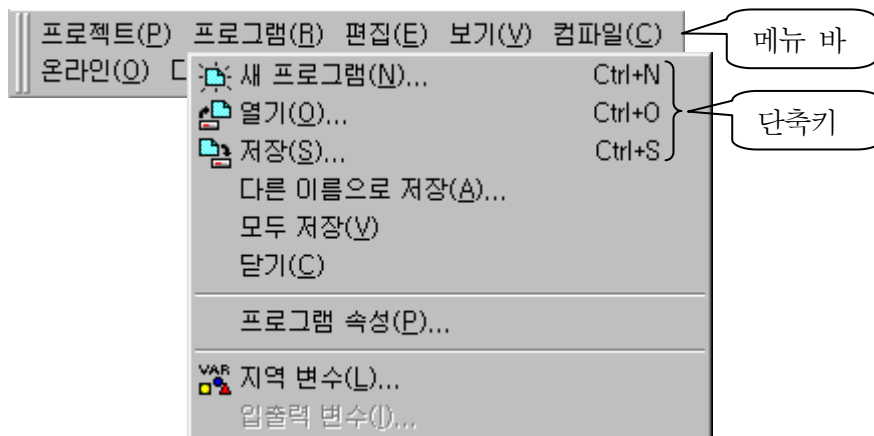 프로젝트(P) 프로그램(R) 편집(E) 보기(V) 컴파일(C)
메뉴 바
온라인(O)
새 프로그램(N)... Ctrl+N
열기(O)... Ctrl+O
단축키
저장(S)... Ctrl+S
다른 이름으로 저장(A)...
모두 저장(V)
닫기(C)
프로그램 속성(P)...
VAR 지역 변수(L)...
입출력 변수(I)...